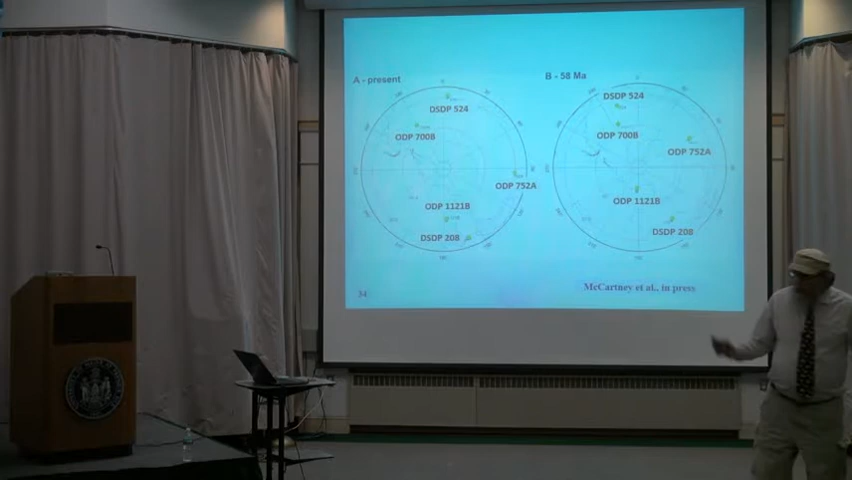 A - present
DSDP 524
ODP 700B
ODP 752A
ODP 1121B
DSDP 208
B - 58 Ma
DSDP 524
ODP 700B
ODP 752A
ODP 1121B
DSDP 208
34
McCartney et al., in press